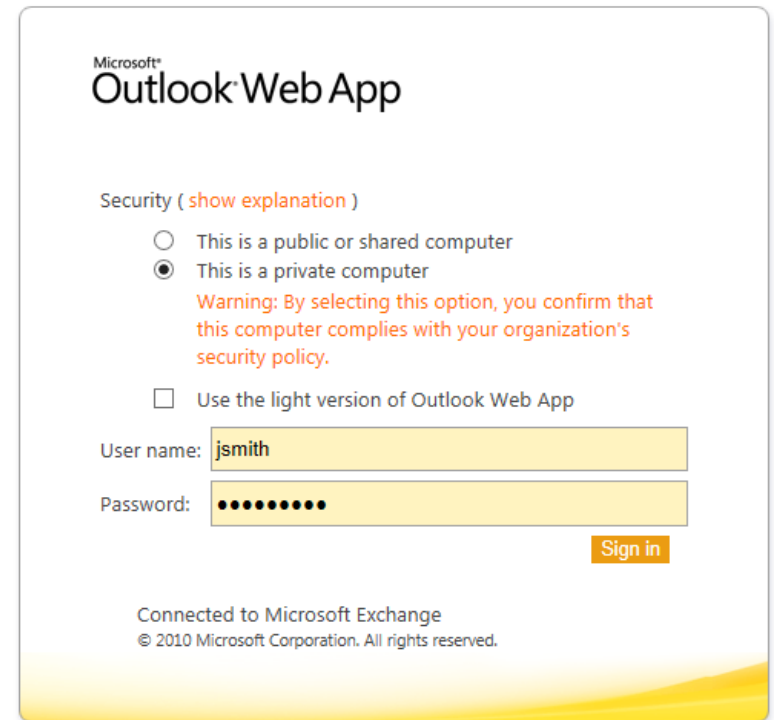 Microsoft®
Outlook® Web App
Security ( show explanation )
This is a public or shared computer
This is a private computer
Warning: By selecting this option, you confirm that
this computer complies with your organization's
security policy.
Use the light version of Outlook Web App
User name: jsmith
Password: •••••••••
Sign in
Connected to Microsoft Exchange
© 2010 Microsoft Corporation. All rights reserved.